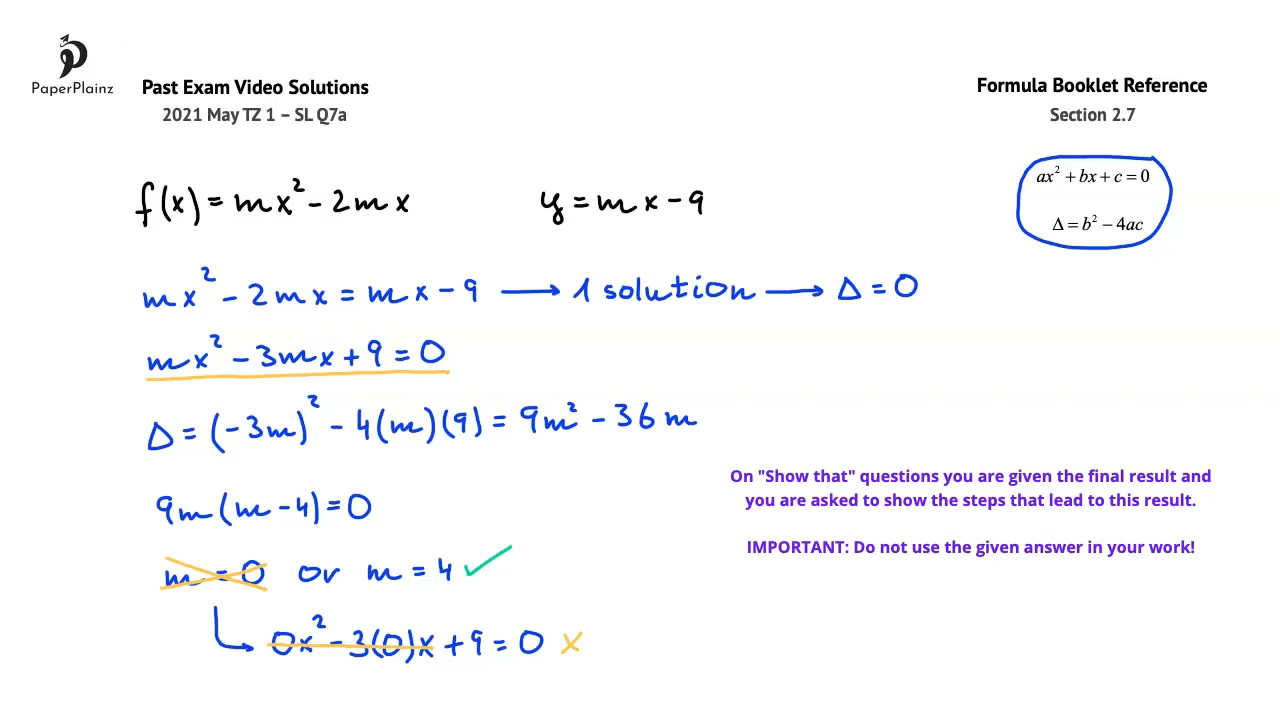 PaperPlainz
Past Exam Video Solutions
2021 May TZ 1 – SL Q7a
Formula Booklet Reference
Section 2.7
ax² + bx + c = 0
Δ = b² − 4ac
f(x) = mx² - 2mx
y = mx - 9
mx² - 2mx = mx - 9 → 1 solution → Δ = 0
mx² - 3mx + 9 = 0
Δ = (-3m)² - 4(m)(9) = 9m² - 36m
9m(m - 4) = 0
m = 0 or m = 4 ✓
↳ 0x² - 3(0)x + 9 = 0 ×
On "Show that" questions you are given the final result and
you are asked to show the steps that lead to this result.
IMPORTANT: Do not use the given answer in your work!